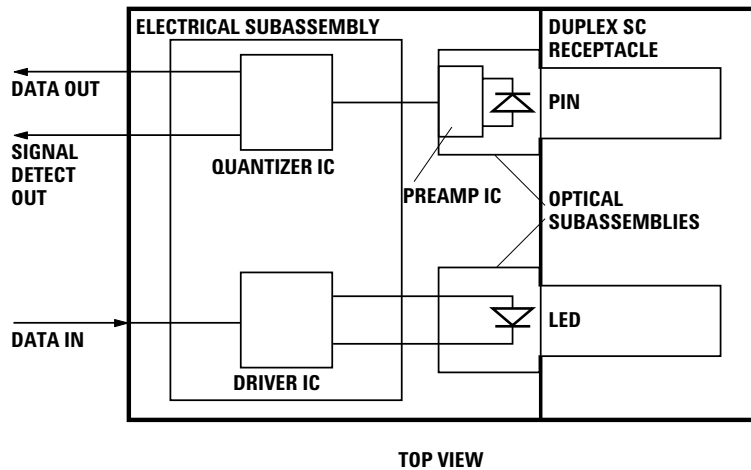 ELECTRICAL SUBASSEMBLY
DUPLEX SC
RECEPTACLE
DATA OUT
PIN
SIGNAL
DETECT
OUT
QUANTIZER IC
PREAMP IC
OPTICAL
SUBASSEMBLIES
DATA IN
LED
DRIVER IC
TOP VIEW